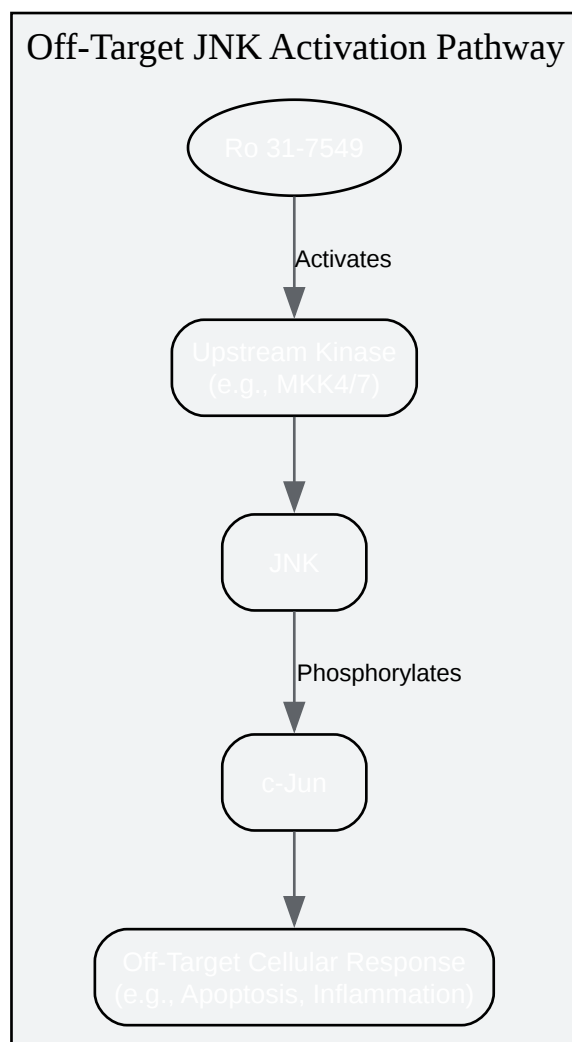 Off-Target JNK Activation Pathway
Ro 31-7549
Activates
Upstream Kinase
(e.g., MKK4/7)
JNK
Phosphorylates
c-Jun
Off-Target Cellular Response
(e.g., Apoptosis, Inflammation)